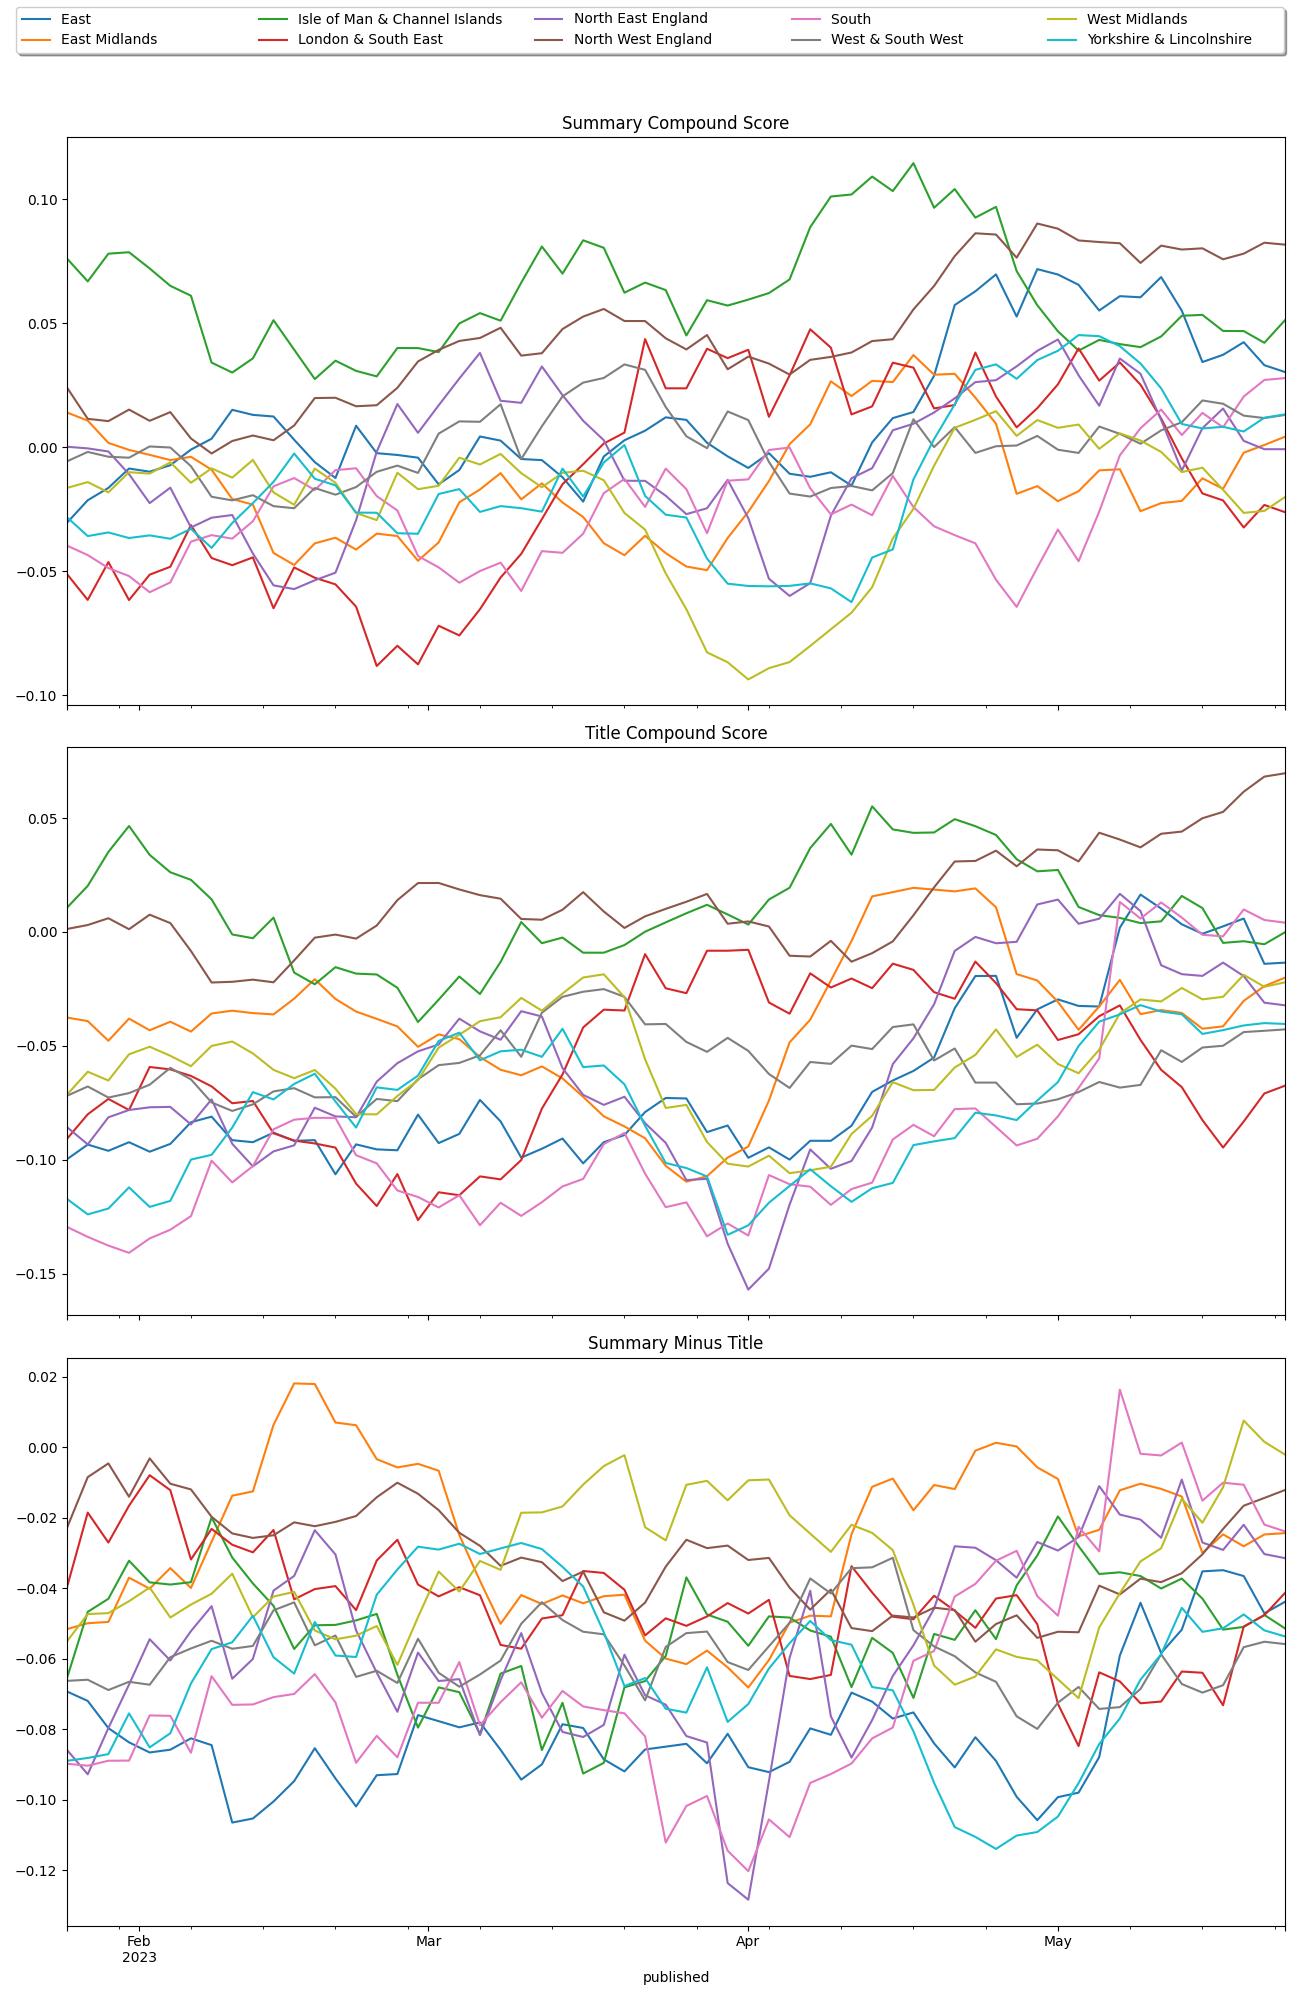 East
Isle of Man & Channel Islands
North East England
South
West Midlands
East Midlands
London & South East
North West England
West & South West
Yorkshire & Lincolnshire
Summary Compound Score
0.10
0.05
0.00
−0.05
−0.10
Title Compound Score
0.05
0.00
−0.05
−0.10
−0.15
Summary Minus Title
0.02
0.00
−0.02
−0.04
−0.06
−0.08
−0.10
−0.12
Feb Mar Apr May
2023
published